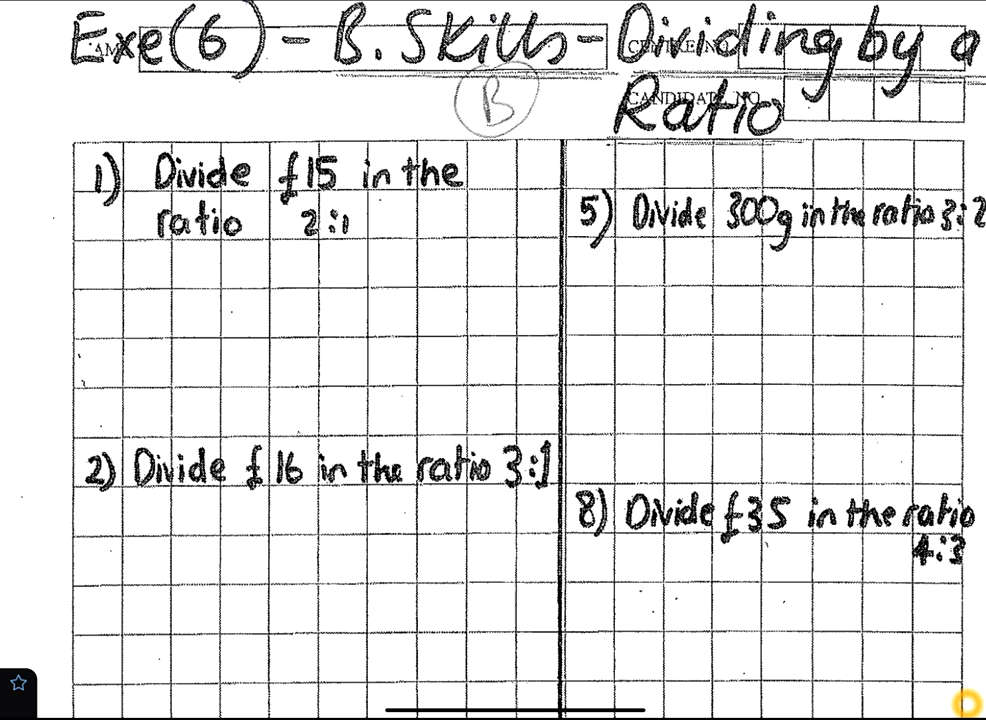 Exe(6) - B. Skills - Dividing by a
Ratio
B
1) Divide £15 in the
ratio 2:1
2) Divide £16 in the ratio 3:1
5) Divide 300g in the ratio 3:2
8) Divide £35 in the ratio
4:3